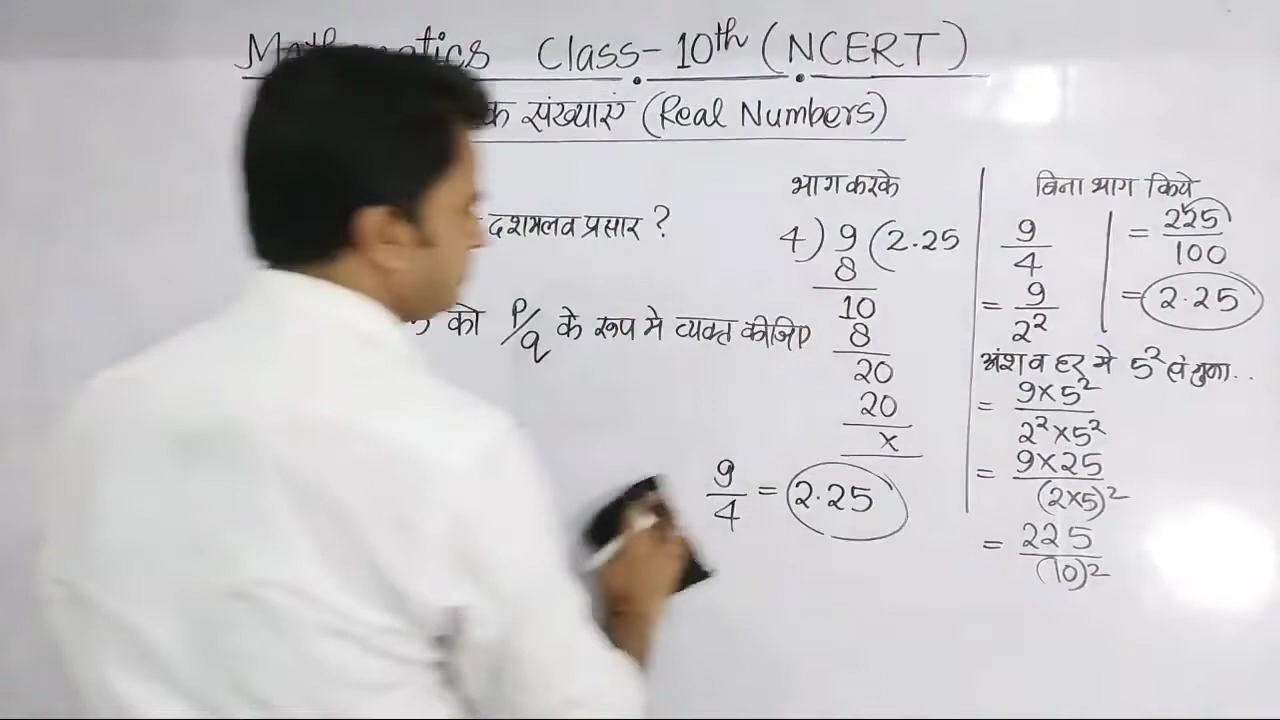 Class-10th (NCERT)
संख्याएं (Real Numbers)
दशमलव प्रसार ?
को P/q के रूप मे व्यक्त कीजिए
भाग करके
4) 9 (2.25
8
10
8
20
20
x
9/4 = 2.25
बिना भाग किये
9/4
= 9/2²
अंश व हर मे 5² से गुणा..
= 9×5²/2²×5²
= 9×25/(2×5)²
= 225/(10)²
= 225/100
= 2.25